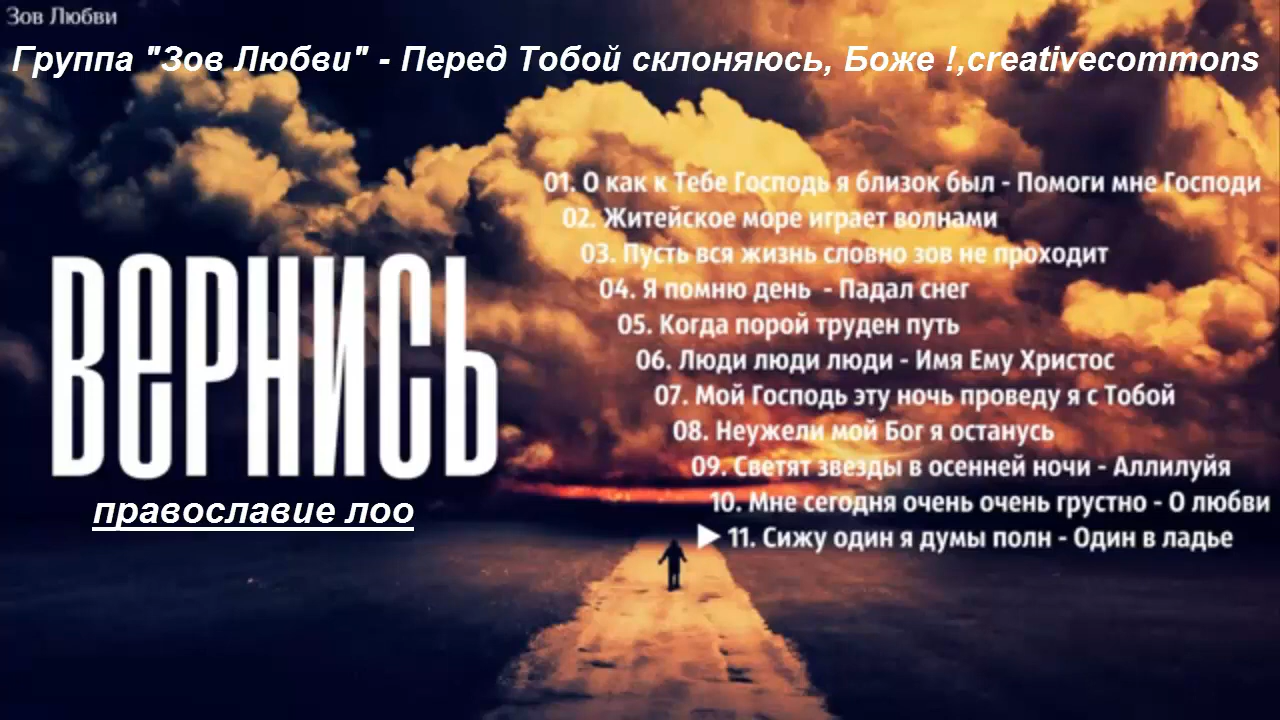 Зов Любви
Группа "Зов Любви" - Перед Тобой склоняюсь, Боже !,creativecommons
01. О как к Тебе Господь я близок был - Помоги мне Господи
02. Житейское море играет волнами
03. Пусть вся жизнь словно зов не проходит
04. Я помню день - Падал снег
05. Когда порой труден путь
06. Люди люди люди - Имя Ему Христос
07. Мой Господь эту ночь проведу я с Тобой
08. Неужели мой Бог я останусь
09. Светят звезды в осенней ночи - Аллилуйя
10. Мне сегодня очень очень грустно - О любви
11. Сижу один я думы полн - Один в ладье
вернись
православие лоо